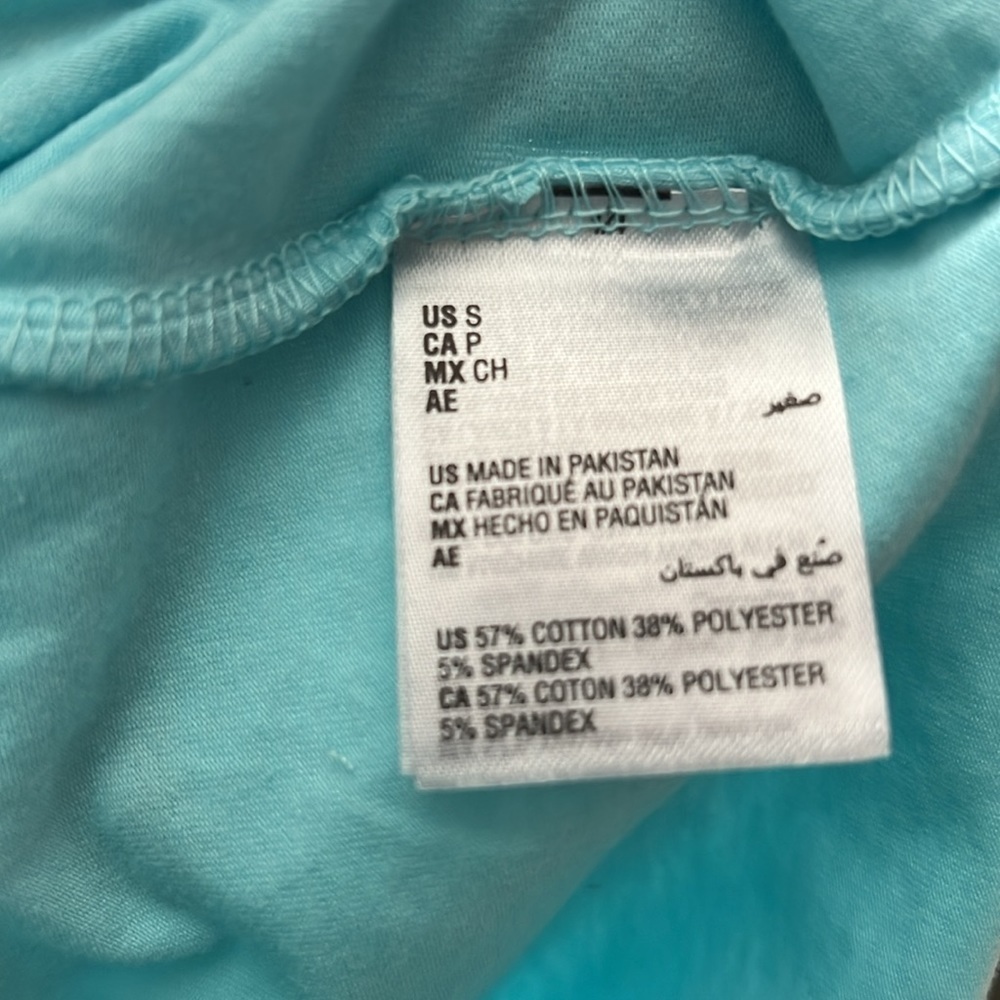 US S
CA P
MX CH
AE صغير
US MADE IN PAKISTAN
CA FABRIQUÉ AU PAKISTAN
MX HECHO EN PAQUISTÁN
AE صُنع في باكستان
US 57% COTTON 38% POLYESTER
5% SPANDEX
CA 57% COTON 38% POLYESTER
5% SPANDEX